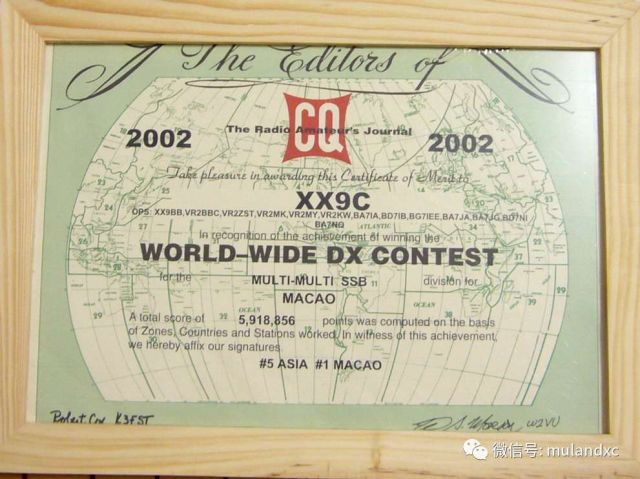 The Editors of
CQ
2002
The Radio Amateur's Journal
2002
Take pleasure in awarding this Certificate of Merit to
XX9C
OPS: XX9BB,VR2BBC,VR2ZST,VR2MK,VR2MY,VR2KW,BA7IA,BD7IB,BG7IEE,BA7JA,BA7JG,BD7NI
BA7NQ
In recognition of the achievement of winning the
WORLD–WIDE DX CONTEST
for the MULTI-MULTI SSB division for
MACAO
A total score of 5,918,856 points was computed on the basis
of Zones, Countries and Stations worked. In witness of this achievement,
we hereby affix our signatures.
#5 ASIA #1 MACAO
Robert Cox K3EST
W2VU
微信号: mulandxc